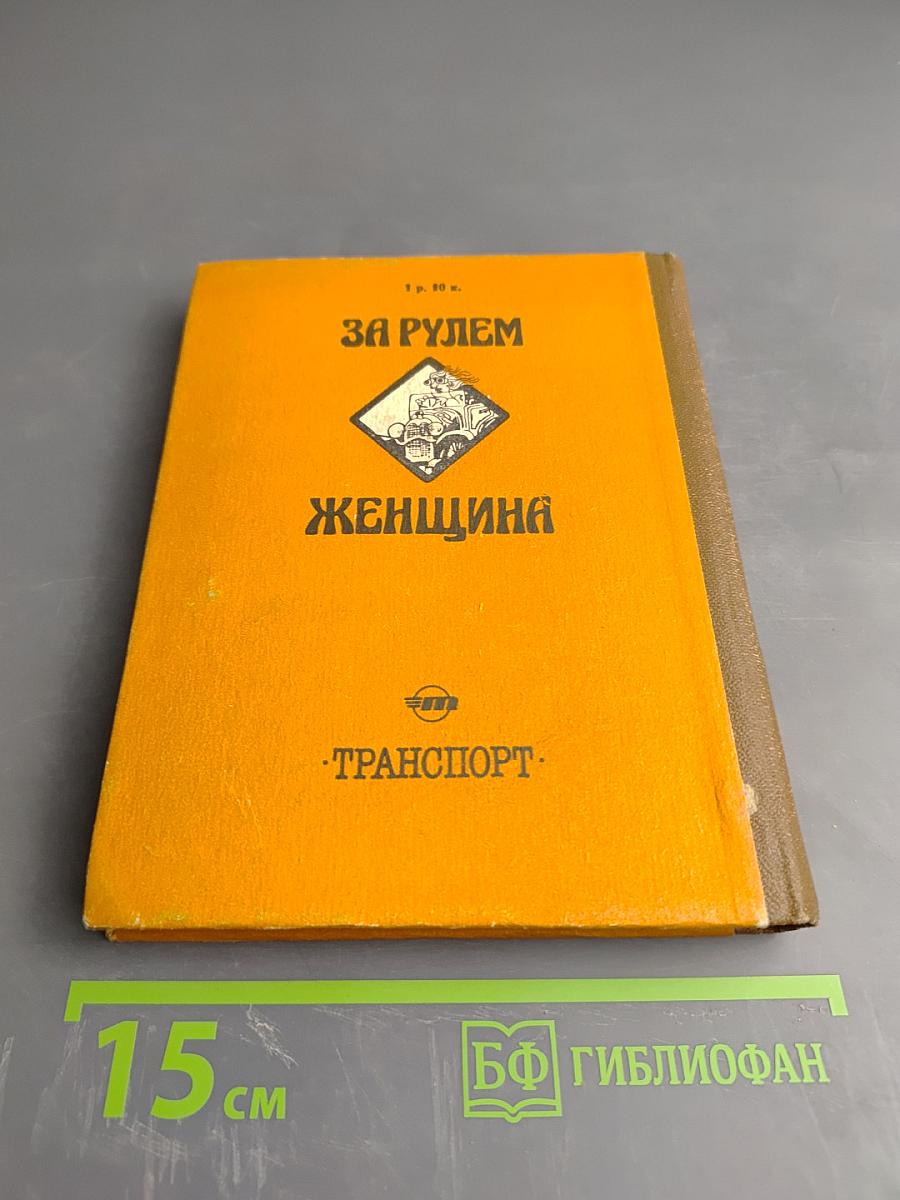 1 р. 10 к.
ЗА РУЛЕМ
ЖЕНЩИНА
m
·ТРАНСПОРТ·
15 см
БФ ГИБЛИОФАН